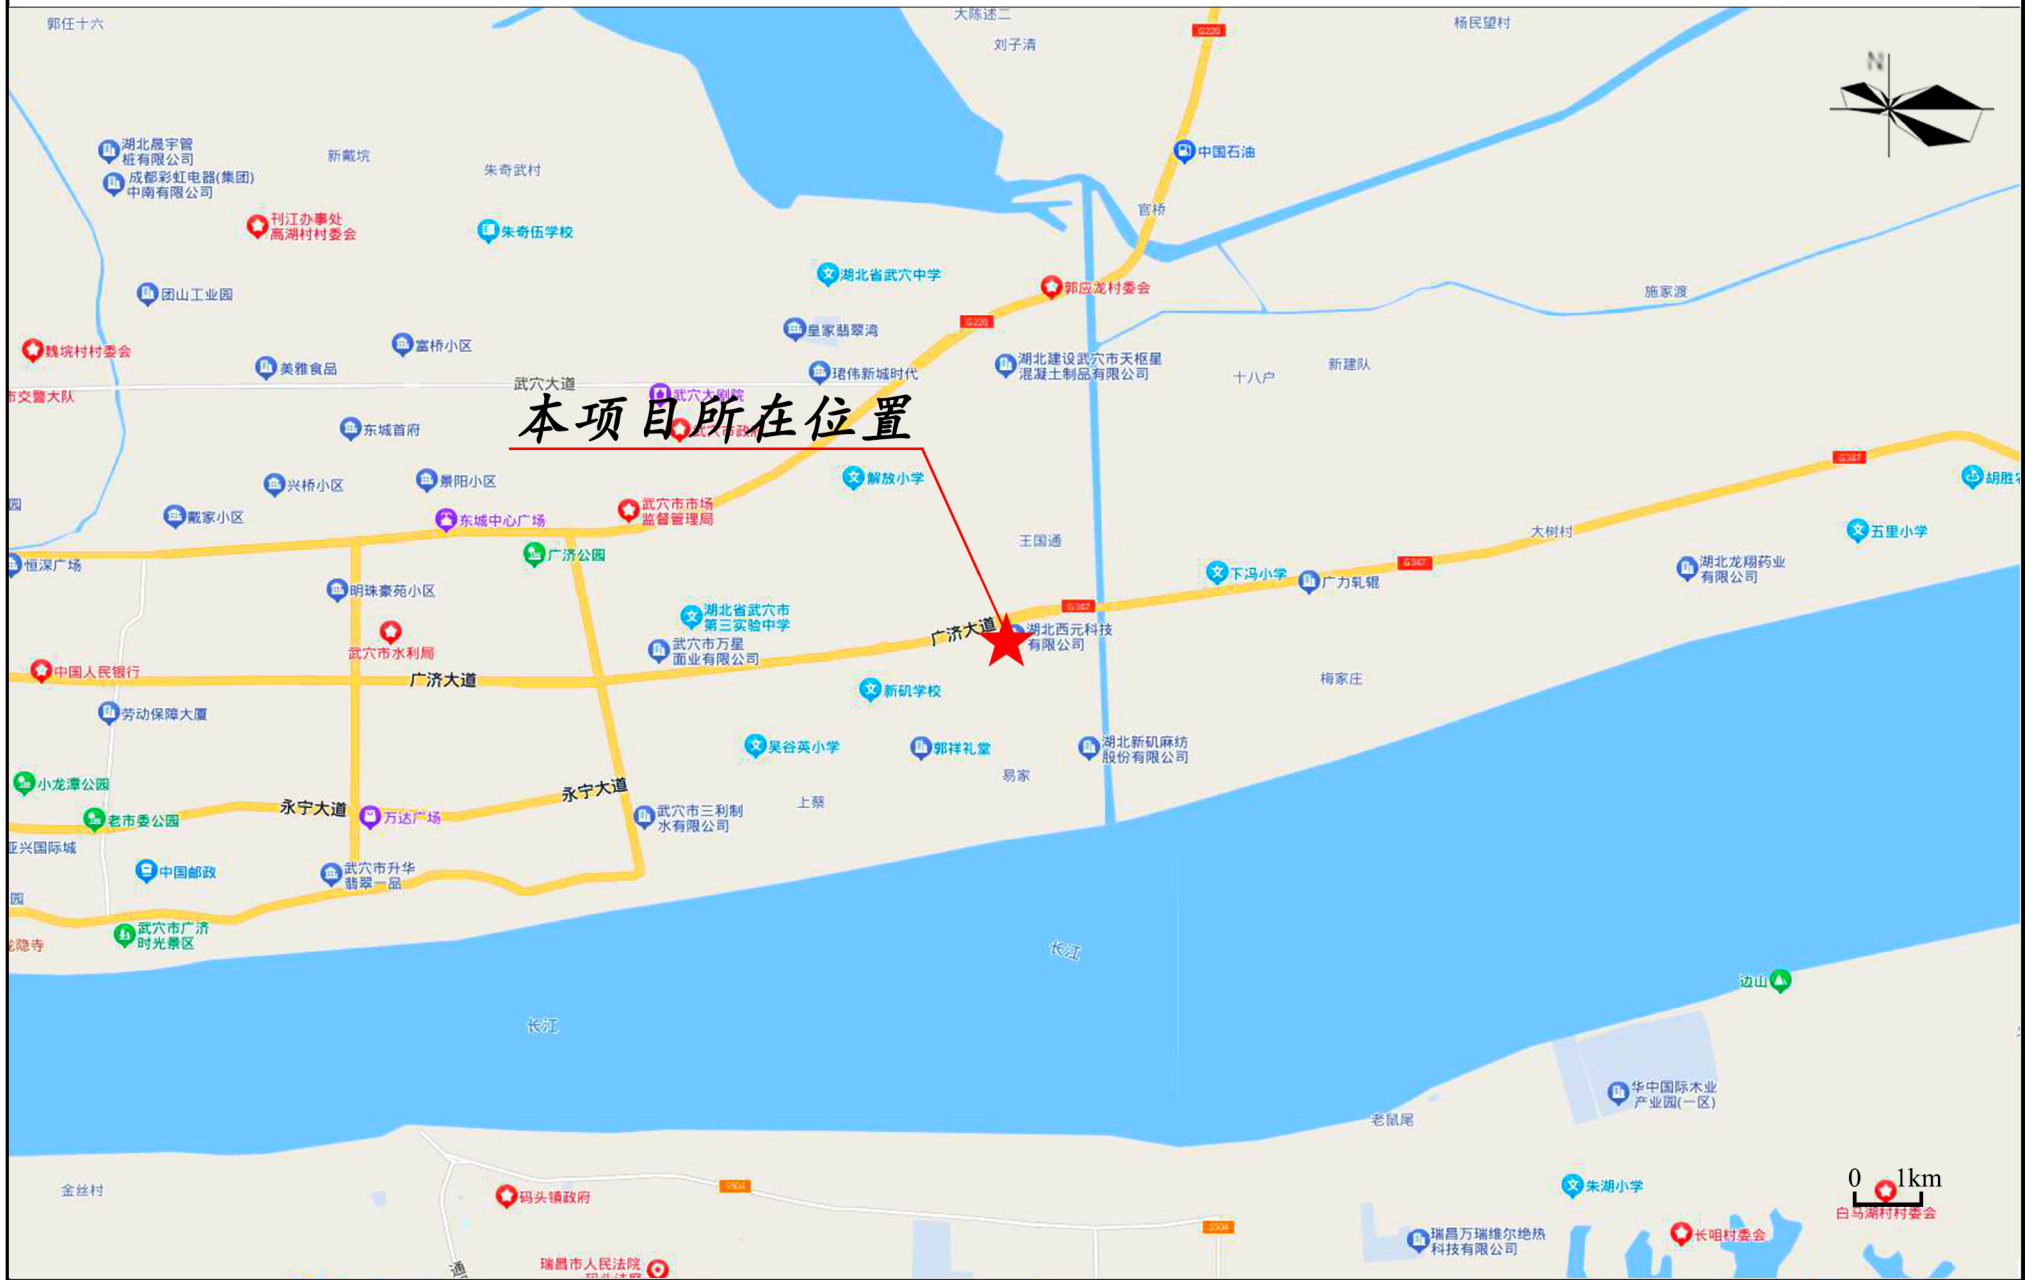 郭任十六
大陈述二
刘子清
G220
杨民望村
N
湖北晟宇管
桩有限公司
成都彩虹电器(集团)
中南有限公司
新戴垸
朱奇武村
中国石油
官桥
刊江办事处
高湖村村委会
朱奇伍学校
湖北省武穴中学
郭应龙村委会
团山工业园
施家渡
G220
皇家翡翠湾
魏垸村村委会
富桥小区
美雅食品
武穴大道
珺伟新城时代
湖北建设武穴市天枢星
混凝土制品有限公司
十八户
新建队
市交警大队
武穴大剧院
本项目所在位置
武穴市政府
东城首府
G347
兴桥小区
景阳小区
解放小学
胡胜
园
戴家小区
东城中心广场
武穴市市场
监督管理局
王国通
大树村
五里小学
恒深广场
广济公园
G347
下冯小学
广力轧辊
湖北龙翔药业
有限公司
明珠豪苑小区
湖北省武穴市
第三实验中学
G347
广济大道
湖北西元科技
有限公司
武穴市水利局
武穴市万星
面业有限公司
中国人民银行
广济大道
新矶学校
梅家庄
劳动保障大厦
吴谷英小学
郭祥礼堂
湖北新矶麻纺
股份有限公司
易家
小龙潭公园
永宁大道
永宁大道
上蔡
老市委公园
万达广场
武穴市三利制
水有限公司
亚兴国际城
中国邮政
武穴市升华
翡翠一品
园
武穴市广济
时光景区
龙隐寺
长江
长江
边山
华中国际木业
产业园(一区)
老鼠尾
金丝村
码头镇政府
S504
朱湖小学
0 1km
白马湖村村委会
S504
瑞昌万瑞维尔绝热
科技有限公司
长咀村委会
瑞昌市人民法院
码头法庭
通